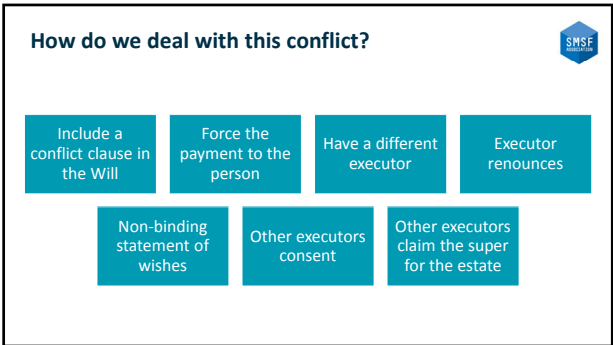 How do we deal with this conflict?
SMSF
ASSOCIATION
Include a
conflict clause in
the Will
Force the
payment to the
person
Have a different
executor
Executor
renounces
Non-binding
statement of
wishes
Other executors
consent
Other executors
claim the super
for the estate